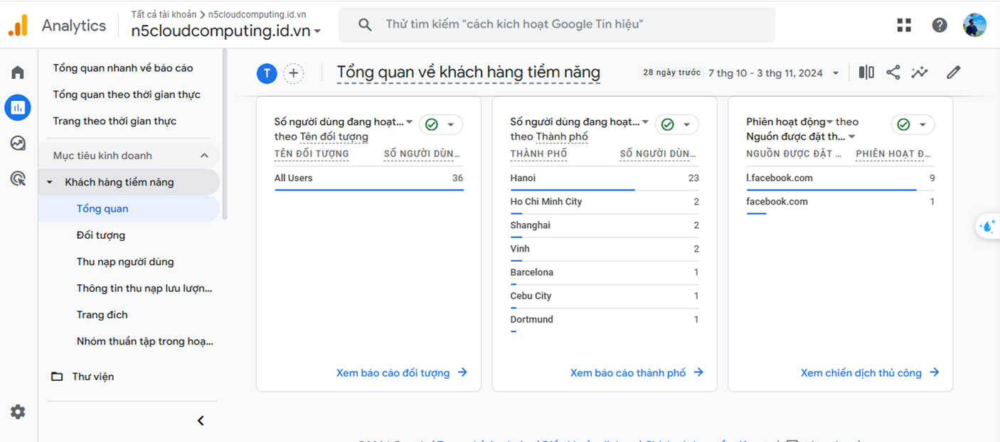 Analytics
Tất cả tài khoản > n5cloudcomputing.id.vn
n5cloudcomputing.id.vn
Thử tìm kiếm "cách kích hoạt Google Tín hiệu"
Tổng quan nhanh về báo cáo
Tổng quan theo thời gian thực
Trang theo thời gian thực
Mục tiêu kinh doanh
Khách hàng tiềm năng
Tổng quan
Đối tượng
Thu nạp người dùng
Thông tin thu nạp lưu lượn...
Trang đích
Nhóm thuần tập trong hoạ...
Thư viện
T
Tổng quan về khách hàng tiềm năng
28 ngày trước 7 thg 10 - 3 thg 11, 2024
Số người dùng đang hoạt...
theo Tên đối tượng
TÊN ĐỐI TƯỢNG SỐ NGƯỜI DÙN...
All Users 36
Xem báo cáo đối tượng
Số người dùng đang hoạt...
theo Thành phố
THÀNH PHỐ SỐ NGƯỜI DÙN...
Hanoi 23
Ho Chi Minh City 2
Shanghai 2
Vinh 2
Barcelona 1
Cebu City 1
Dortmund 1
Xem báo cáo thành phố
Phiên hoạt động theo
Nguồn được đặt th...
NGUỒN ĐƯỢC ĐẶT ... PHIÊN HOẠT Đ...
l.facebook.com 9
facebook.com 1
Xem chiến dịch thủ công